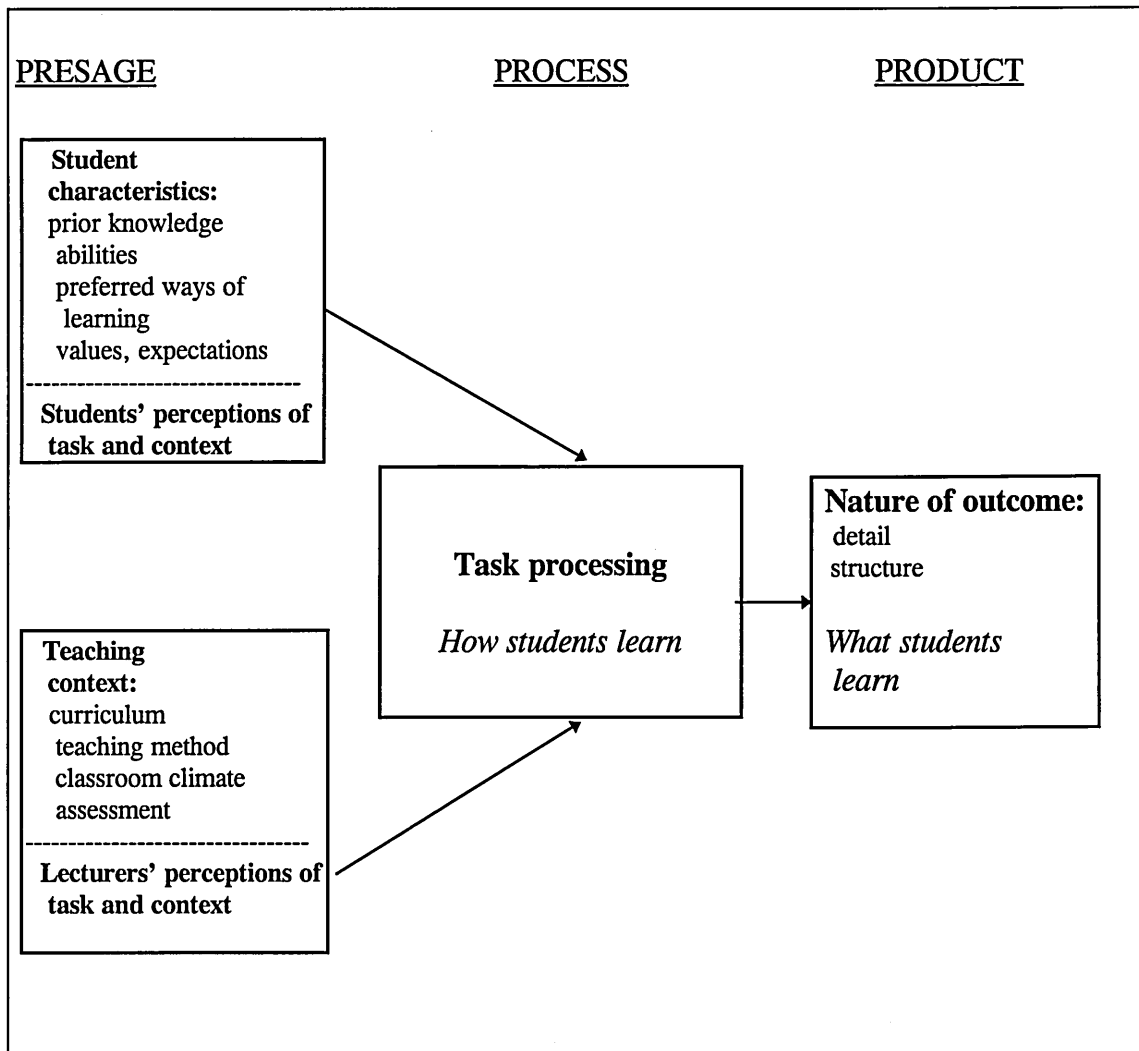 PRESAGE PROCESS PRODUCT
Student
characteristics:
prior knowledge
abilities
preferred ways of
learning
values, expectations
Students' perceptions of
task and context
Teaching
context:
curriculum
teaching method
classroom climate
assessment
Lecturers' perceptions of
task and context
Task processing
How students learn
Nature of outcome:
detail
structure
What students
learn